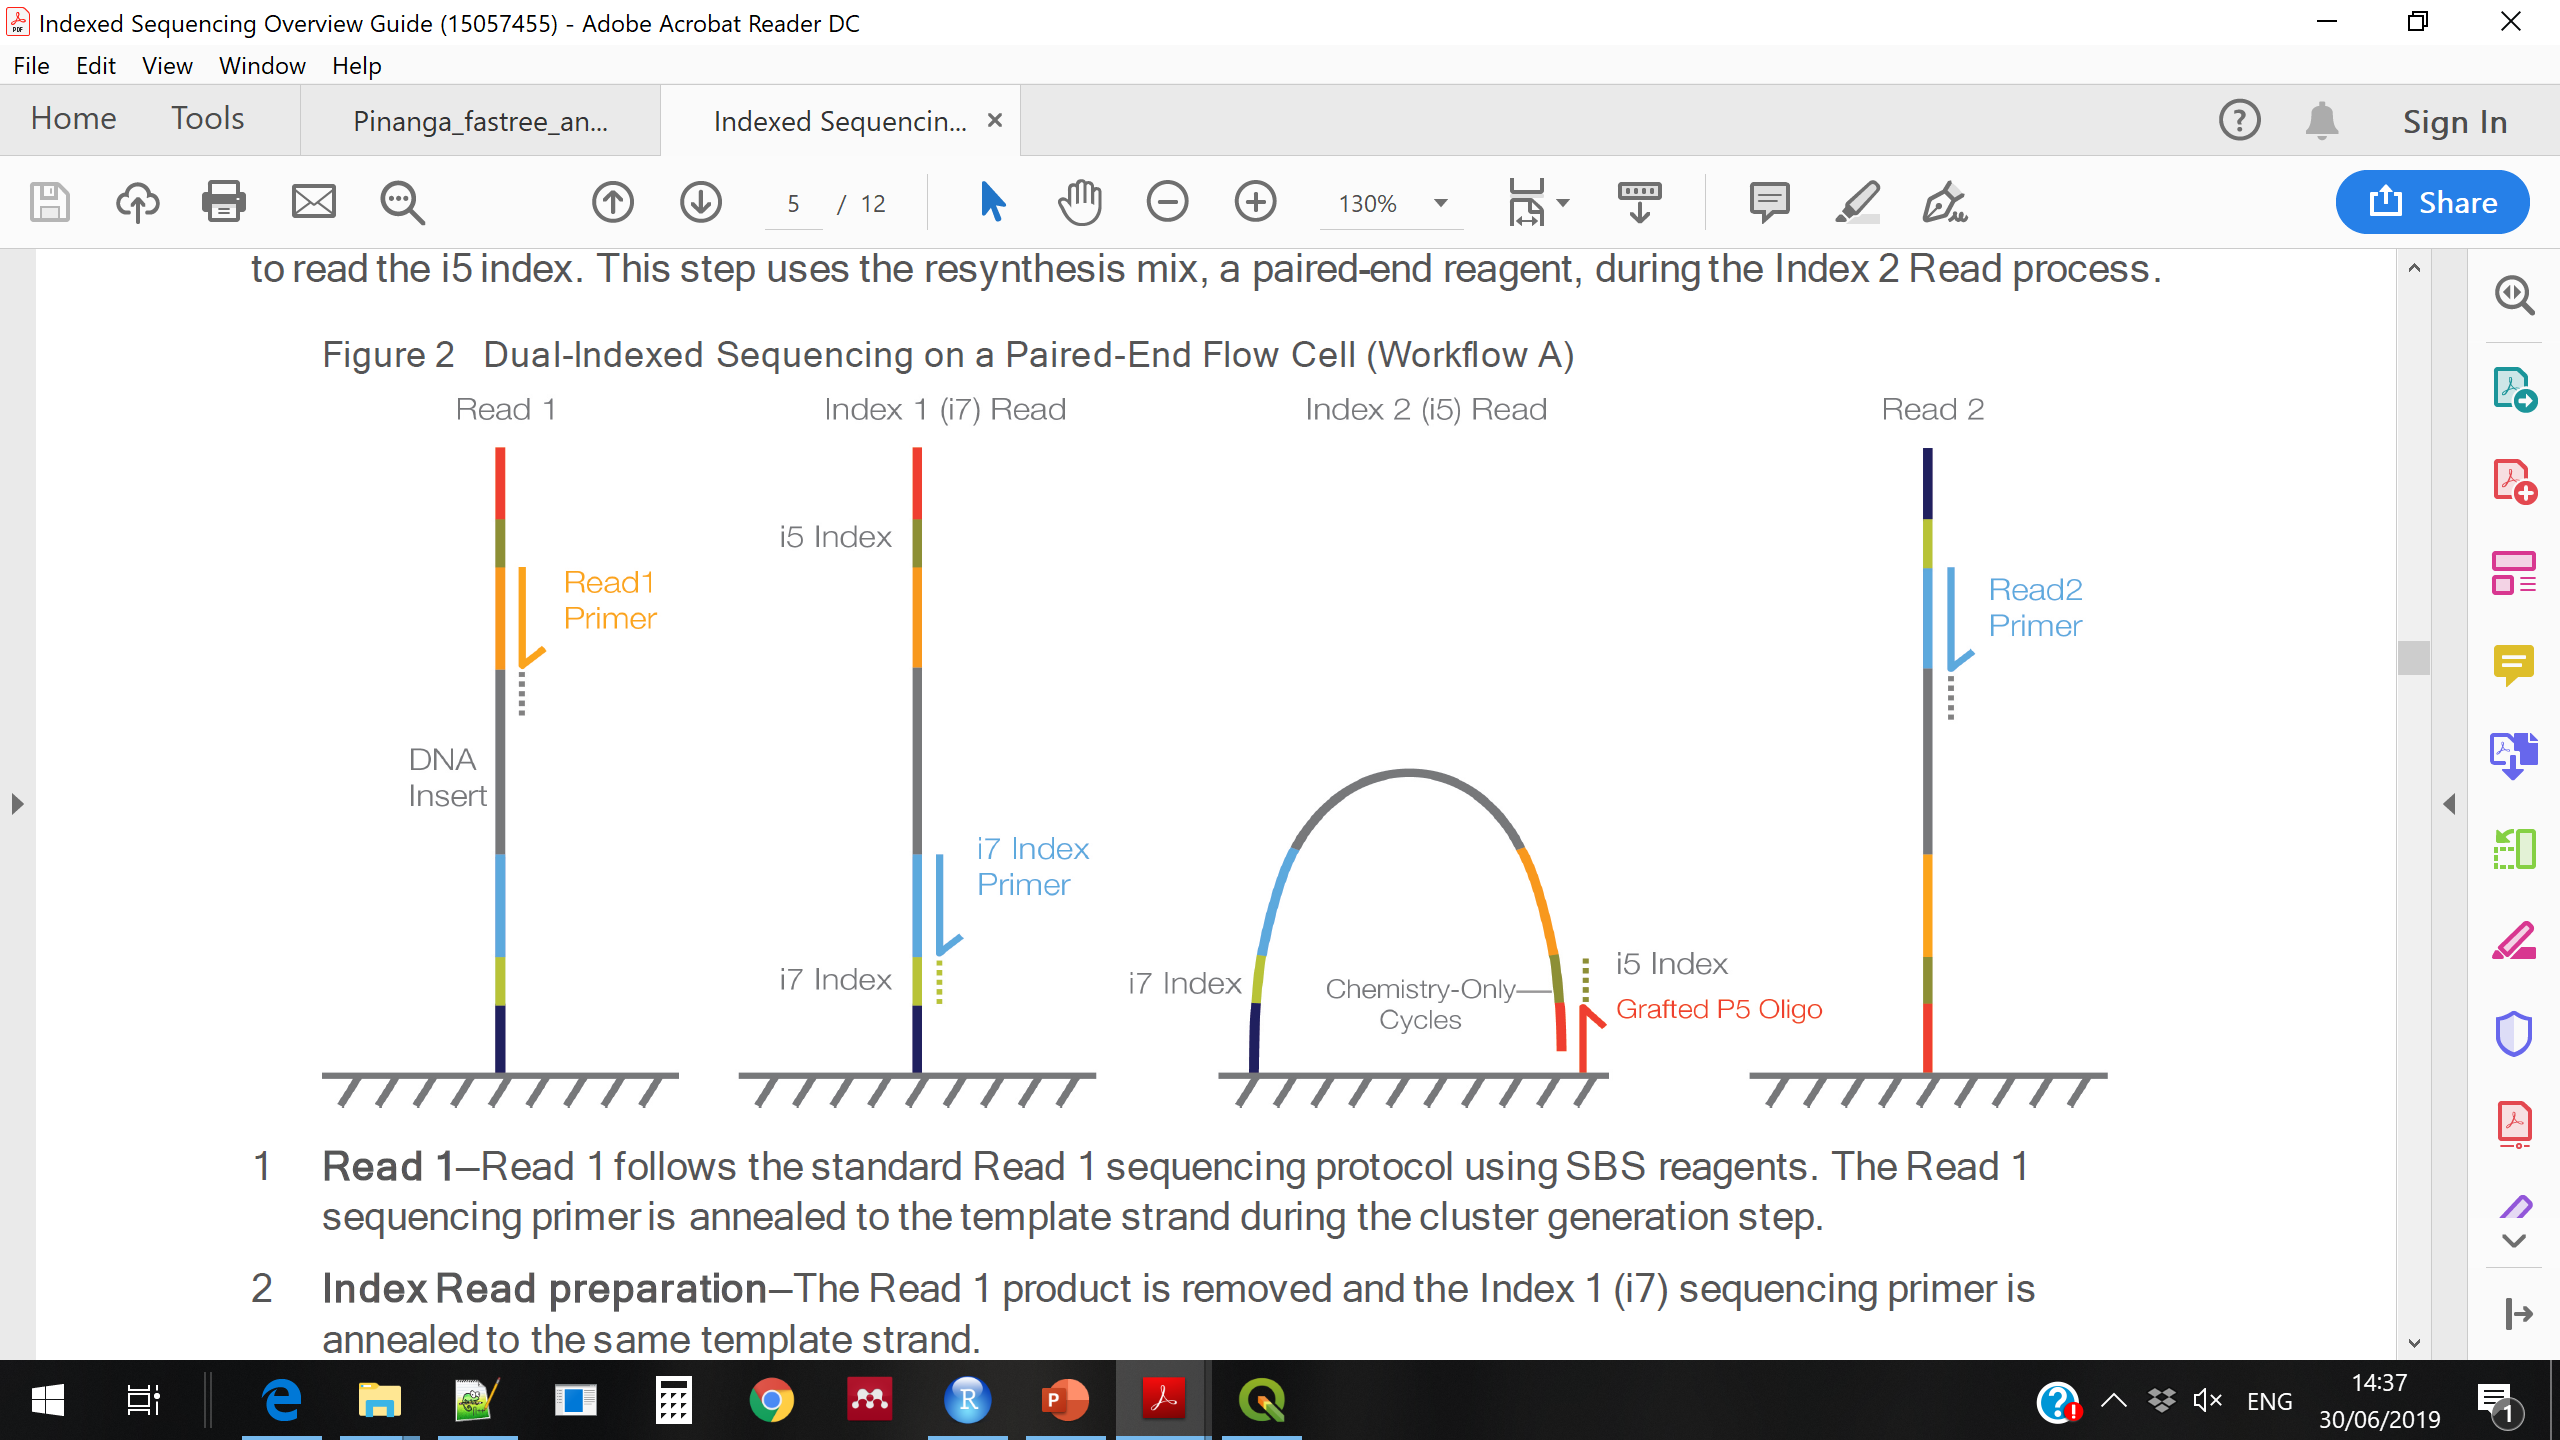 Indexed Sequencing Overview Guide (15057455) - Adobe Acrobat Reader DC
File Edit View Window Help
Home Tools Pinanga_fastree_an... Indexed Sequencin... × Sign In
5 / 12 130% Share
to read the i5 index. This step uses the resynthesis mix, a paired-end reagent, during the Index 2 Read process.
Figure 2 Dual-Indexed Sequencing on a Paired-End Flow Cell (Workflow A)
Read 1 Index 1 (i7) Read Index 2 (i5) Read Read 2
i5 Index
Read1
Primer
Read2
Primer
DNA
Insert
i7 Index
Primer
i7 Index
i7 Index
Chemistry-Only
Cycles
i5 Index
Grafted P5 Oligo
1 Read 1—Read 1 follows the standard Read 1 sequencing protocol using SBS reagents. The Read 1
sequencing primer is annealed to the template strand during the cluster generation step.
2 Index Read preparation—The Read 1 product is removed and the Index 1 (i7) sequencing primer is
annealed to the same template strand.
ENG
14:37
30/06/2019
1